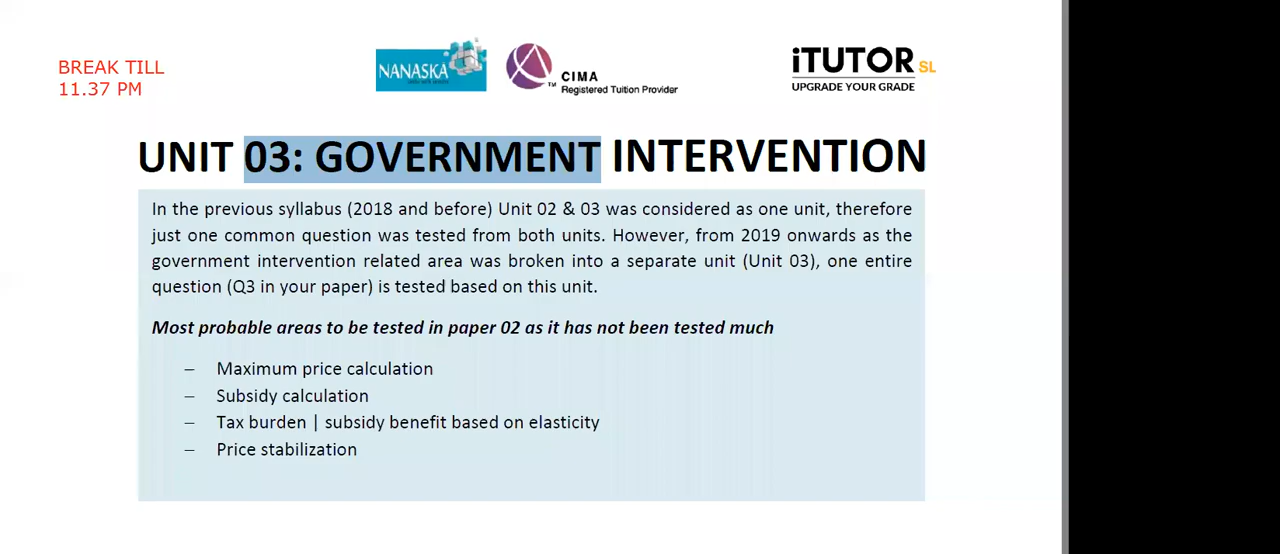 BREAK TILL
11.37 PM
NANASKA
CIMA
Registered Tuition Provider
iTUTOR SL
UPGRADE YOUR GRADE
UNIT 03: GOVERNMENT INTERVENTION
In the previous syllabus (2018 and before) Unit 02 & 03 was considered as one unit, therefore
just one common question was tested from both units. However, from 2019 onwards as the
government intervention related area was broken into a separate unit (Unit 03), one entire
question (Q3 in your paper) is tested based on this unit.
Most probable areas to be tested in paper 02 as it has not been tested much
– Maximum price calculation
– Subsidy calculation
– Tax burden | subsidy benefit based on elasticity
– Price stabilization